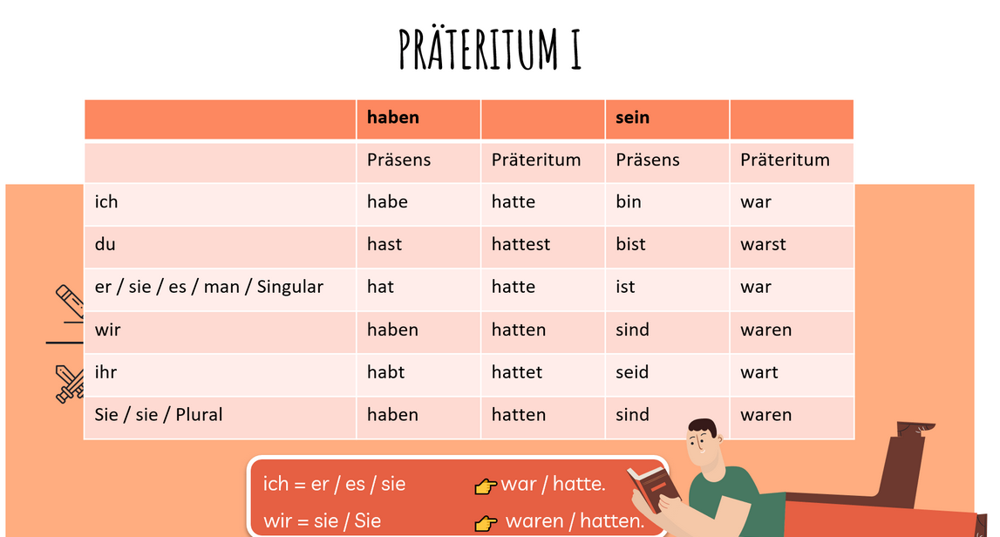 PRÄTERITUM I
haben sein
Präsens Präteritum Präsens Präteritum
ich habe hatte bin war
du hast hattest bist warst
er / sie / es / man / Singular hat hatte ist war
wir haben hatten sind waren
ihr habt hattet seid wart
Sie / sie / Plural haben hatten sind waren
ich = er / es / sie 👉 war / hatte.
wir = sie / Sie 👉 waren / hatten.